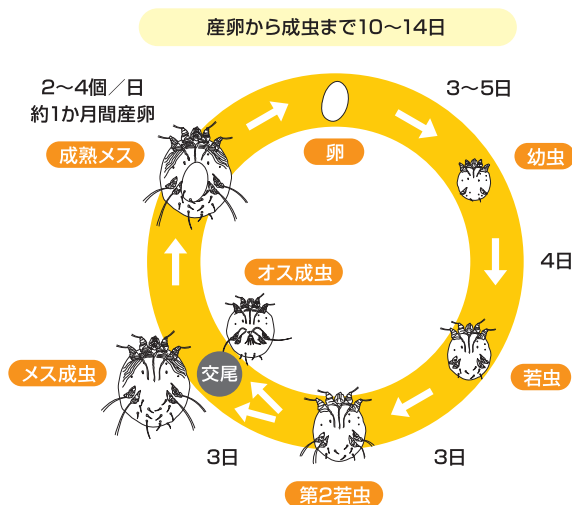 産卵から成虫まで10〜14日
2〜4個／日
約1か月間産卵
成熟メス
卵
3〜5日
幼虫
4日
オス成虫
メス成虫
交尾
若虫
3日
3日
第2若虫